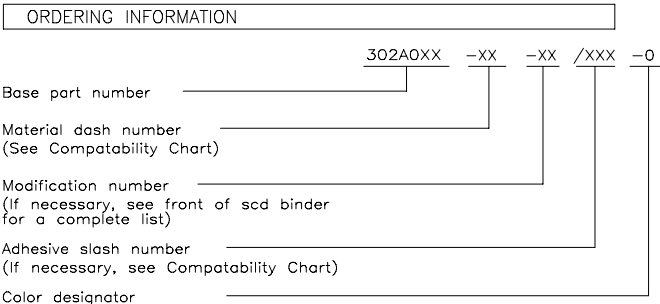 ORDERING INFORMATION
302A0XX -XX -XX /XXX -0
Base part number
Material dash number
(See Compatability Chart)
Modification number
(If necessary, see front of scd binder
for a complete list)
Adhesive slash number
(If necessary, see Compatability Chart)
Color designator